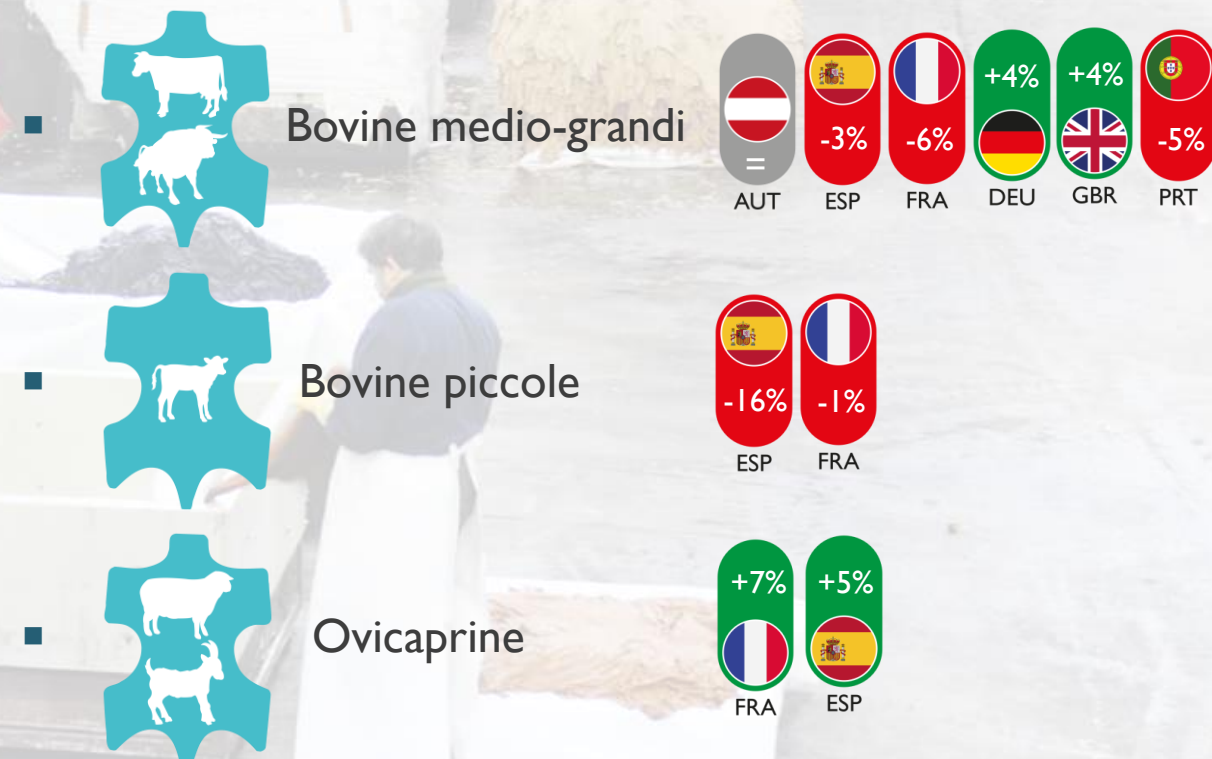 Bovine medio-grandi
= -3% -6% +4% +4% -5%
AUT ESP FRA DEU GBR PRT
Bovine piccole
-16% -1%
ESP FRA
Ovicaprine
+7% +5%
FRA ESP